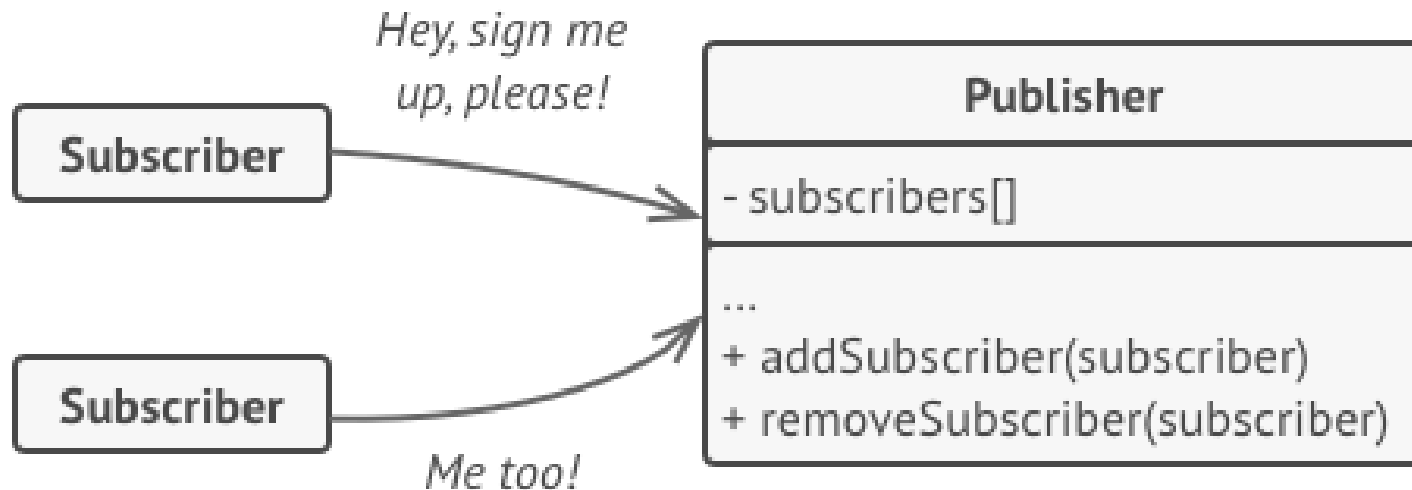 Hey, sign me
up, please!
Subscriber
Subscriber
Me too!
Publisher
- subscribers[]
...
+ addSubscriber(subscriber)
+ removeSubscriber(subscriber)